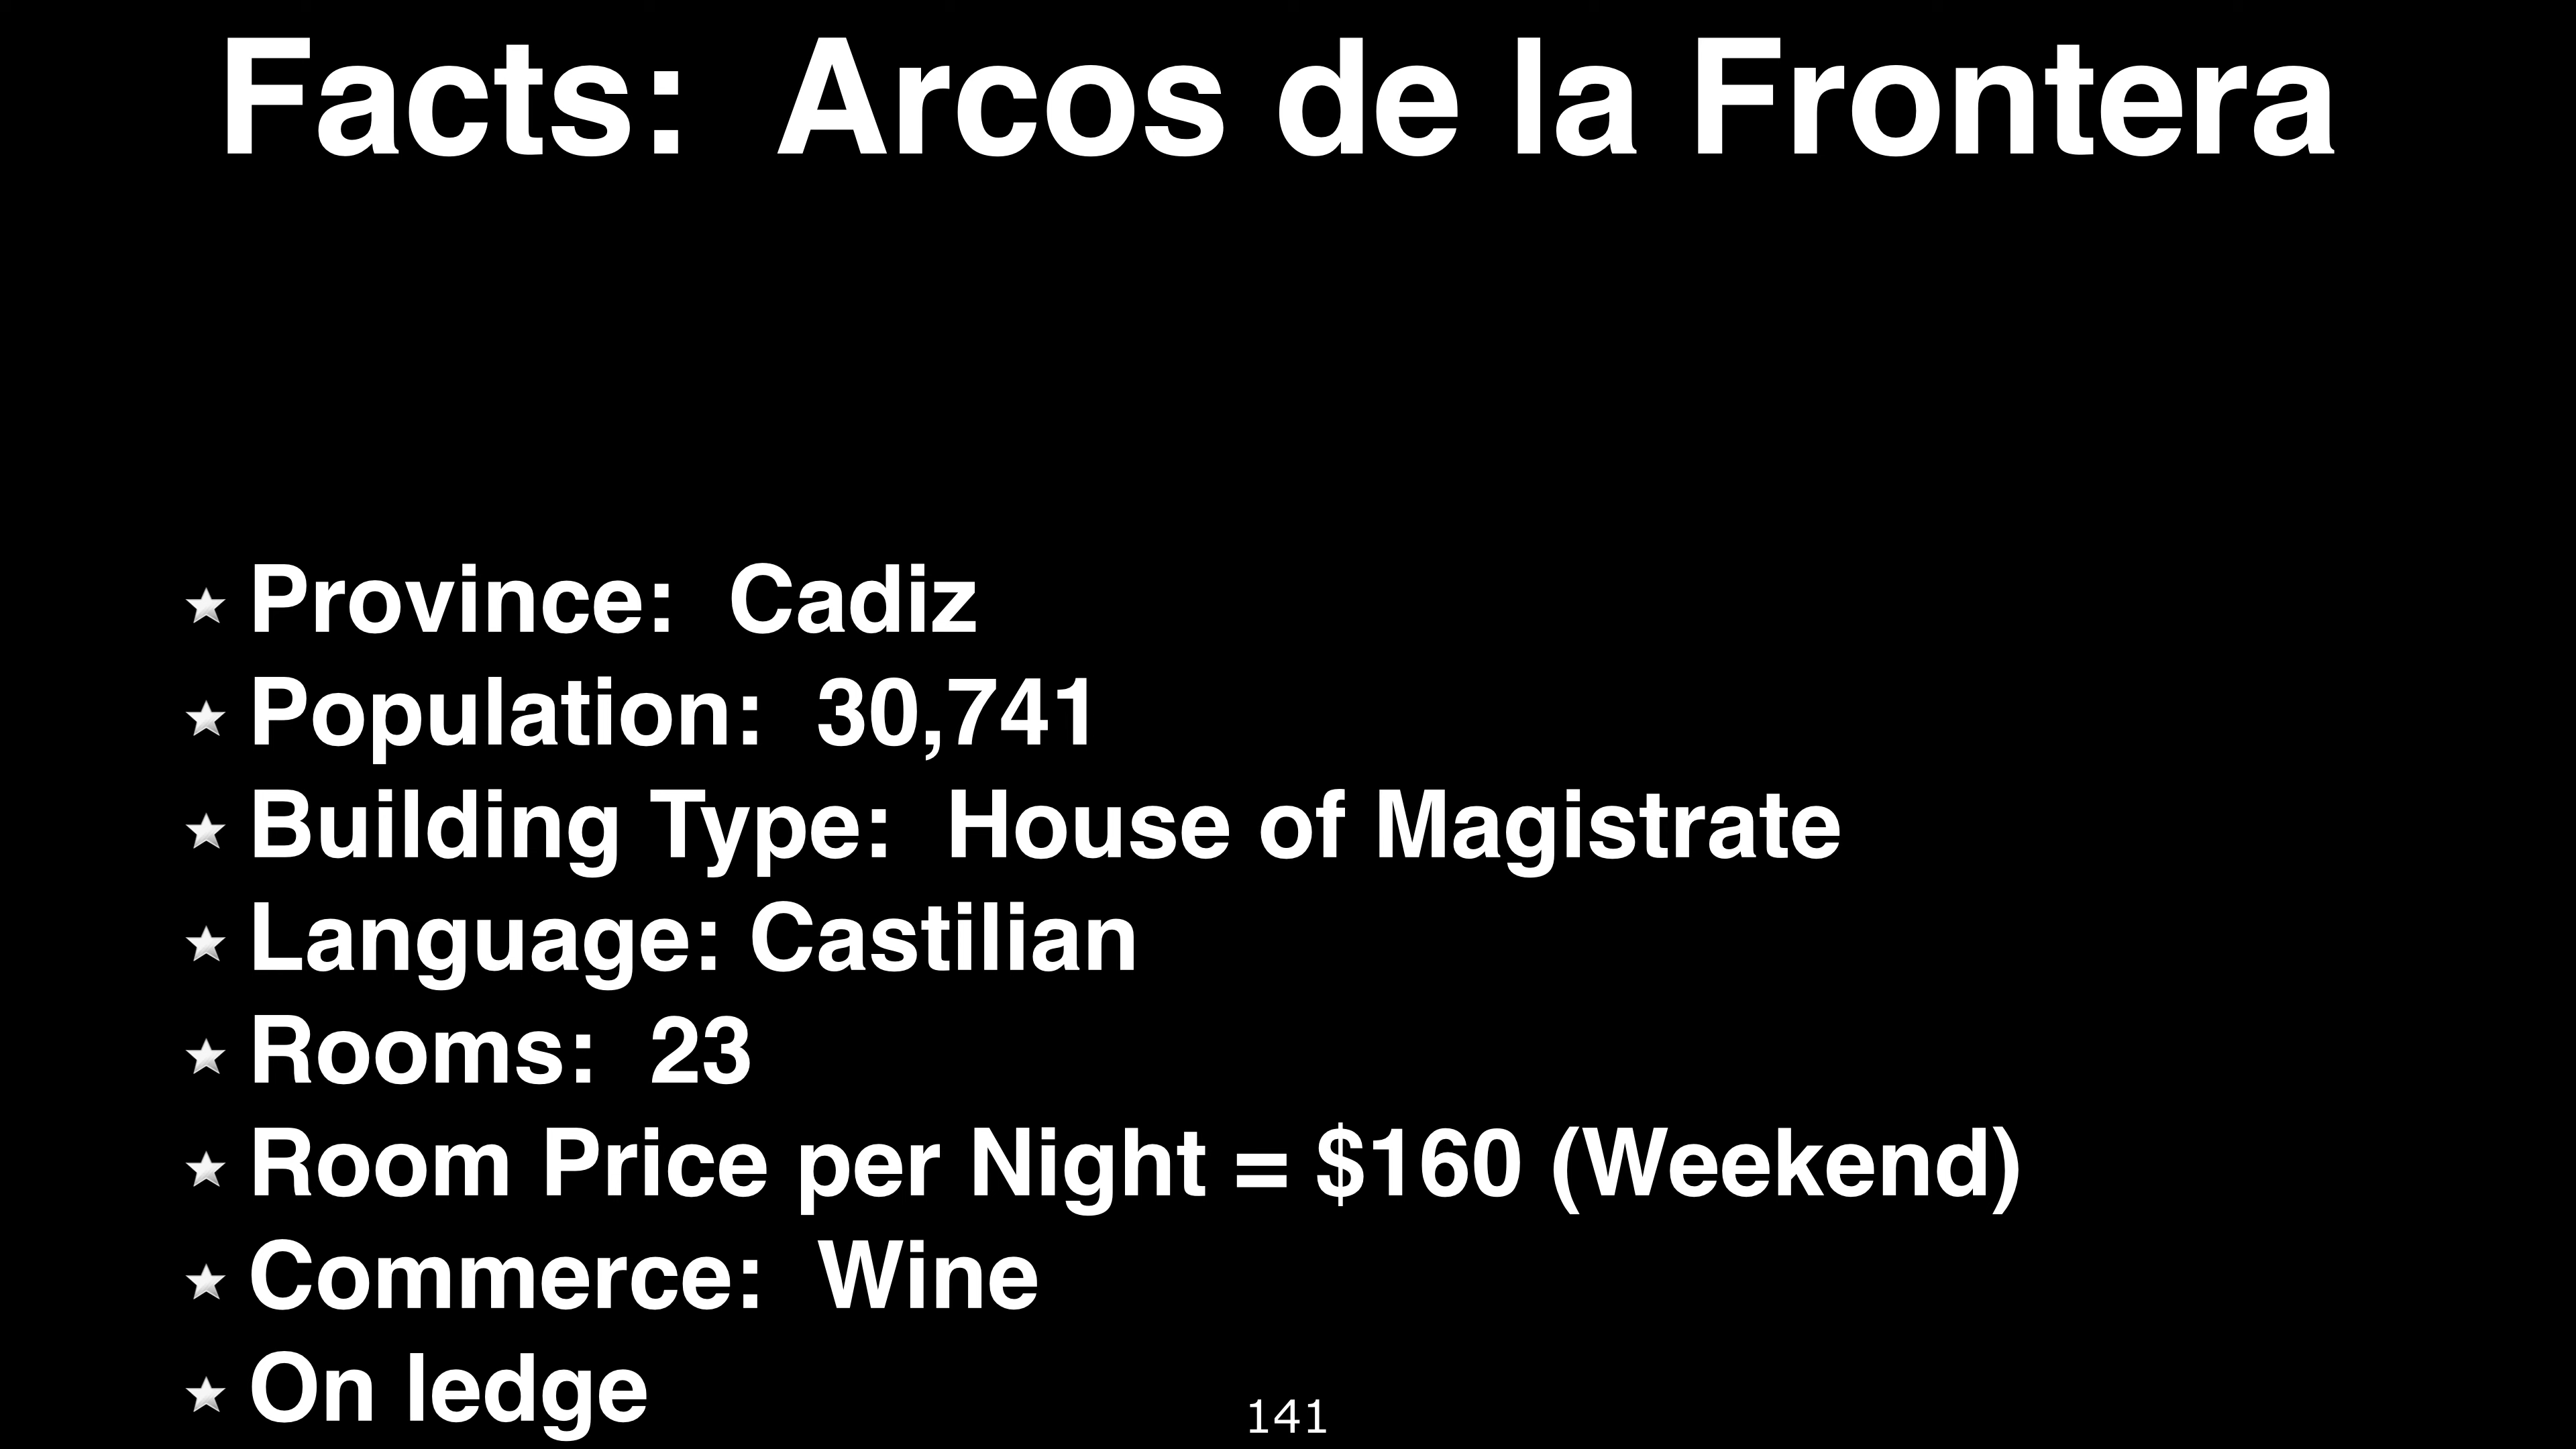 Facts:  Arcos de la Frontera
Province:  Cadiz
Population:  30,741
Building Type:  House of Magistrate
Language: Castilian
Rooms:  23
Room Price per Night = $160 (Weekend)
Commerce:  Wine
On ledge
141